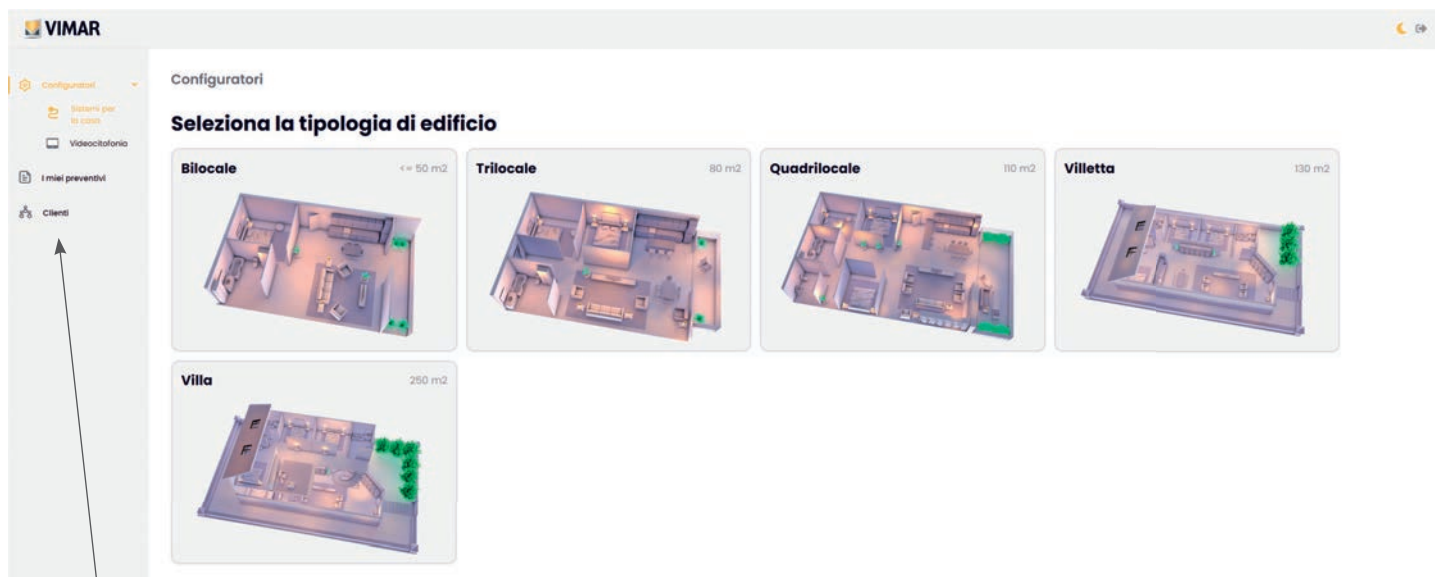 VIMAR
Configuratori
Sistemi per
la casa
Videocitofonia
I miei preventivi
Clienti
Configuratori
Seleziona la tipologia di edificio
Bilocale
<= 50 m2
Trilocale
80 m2
Quadrilocale
110 m2
Villetta
130 m2
Villa
250 m2